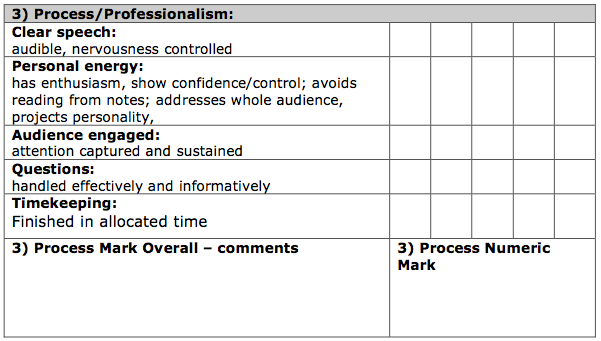 3) Process/Professionalism:
Clear speech:
audible, nervousness controlled
Personal energy:
has enthusiasm, show confidence/control; avoids
reading from notes; addresses whole audience,
projects personality,
Audience engaged:
attention captured and sustained
Questions:
handled effectively and informatively
Timekeeping:
Finished in allocated time
3) Process Mark Overall – comments
3) Process Numeric
Mark